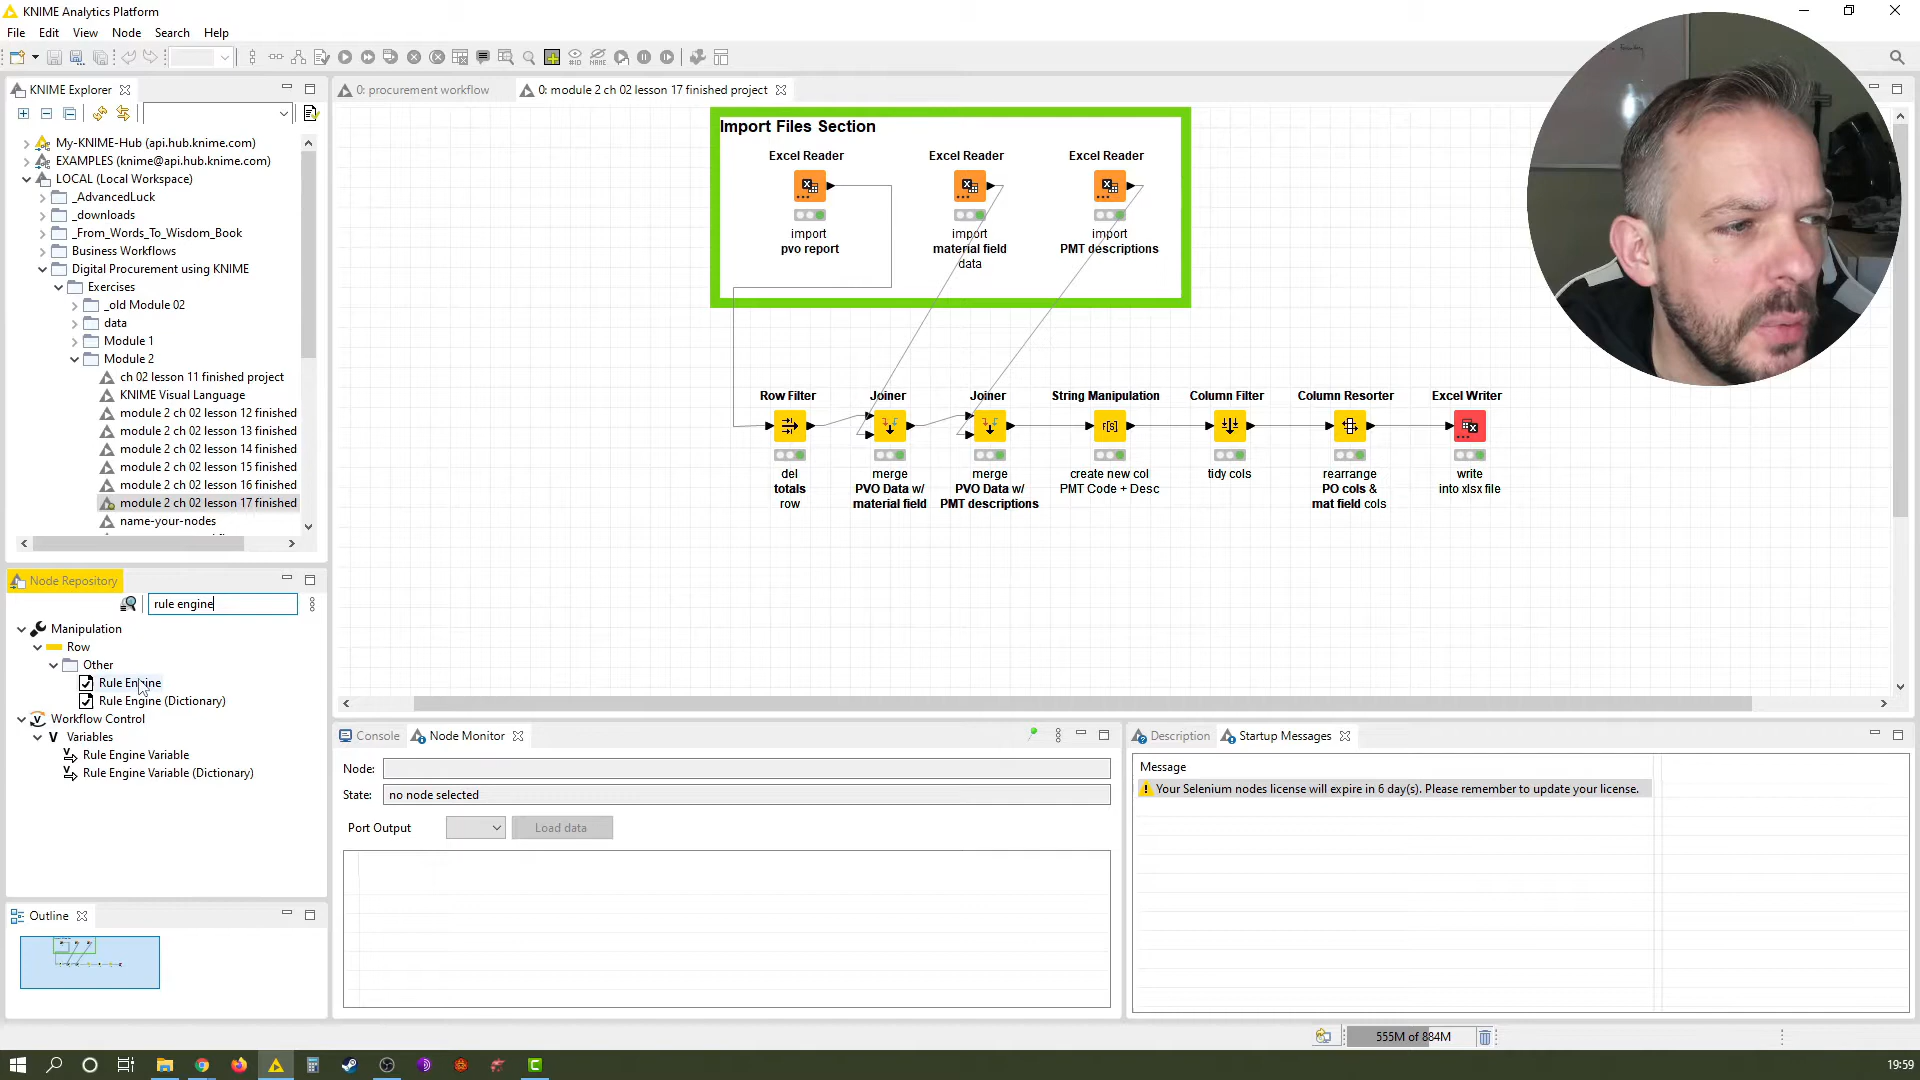 KNIME Analytics Platform
File Edit View Node Search Help
KNIME Explorer
0: procurement workflow
0: module 2 ch 02 lesson 17 finished project
My-KNIME-Hub (api.hub.knime.com)
EXAMPLES (knime@api.hub.knime.com)
LOCAL (Local Workspace)
_AdvancedLuck
_downloads
_From_Words_To_Wisdom_Book
Business Workflows
Digital Procurement using KNIME
Exercises
_old Module 02
data
Module 1
Module 2
ch 02 lesson 11 finished project
KNIME Visual Language
module 2 ch 02 lesson 12 finished
module 2 ch 02 lesson 13 finished
module 2 ch 02 lesson 14 finished
module 2 ch 02 lesson 15 finished
module 2 ch 02 lesson 16 finished
module 2 ch 02 lesson 17 finished
name-your-nodes
Import Files Section
Excel Reader
import
pvo report
Excel Reader
import
material field
data
Excel Reader
import
PMT descriptions
Row Filter
del
totals
row
Joiner
merge
PVO Data w/
material field
Joiner
merge
PVO Data w/
PMT descriptions
String Manipulation
f[s]
create new col
PMT Code + Desc
Column Filter
tidy cols
Column Resorter
rearrange
PO cols &
mat field cols
Excel Writer
write
into xlsx file
Node Repository
rule engine
Manipulation
Row
Other
Rule Engine
Rule Engine (Dictionary)
Workflow Control
V Variables
Rule Engine Variable
Rule Engine Variable (Dictionary)
Outline
Console
Node Monitor
Node:
State: no node selected
Port Output
Load data
Description
Startup Messages
Message
Your Selenium nodes license will expire in 6 day(s). Please remember to update your license.
555M of 884M
19:59